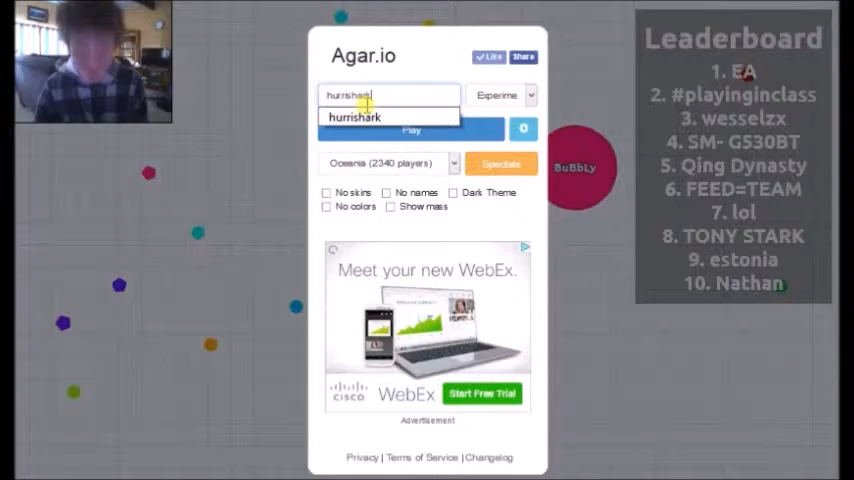 Agar.io
Like
Share
hurrishark
Experime
hurrishark
Play
Oceania (2340 players)
Spectate
No skins
No names
Dark Theme
No colors
Show mass
Meet your new WebEx.
CISCO
WebEx
Start Free Trial
Advertisement
Privacy | Terms of Service | Changelog
BuBbLy
Leaderboard
1. EA
2. #playinginclass
3. wesselzx
4. SM- G530BT
5. Qing Dynasty
6. FEED=TEAM
7. lol
8. TONY STARK
9. estonia
10. Nathan